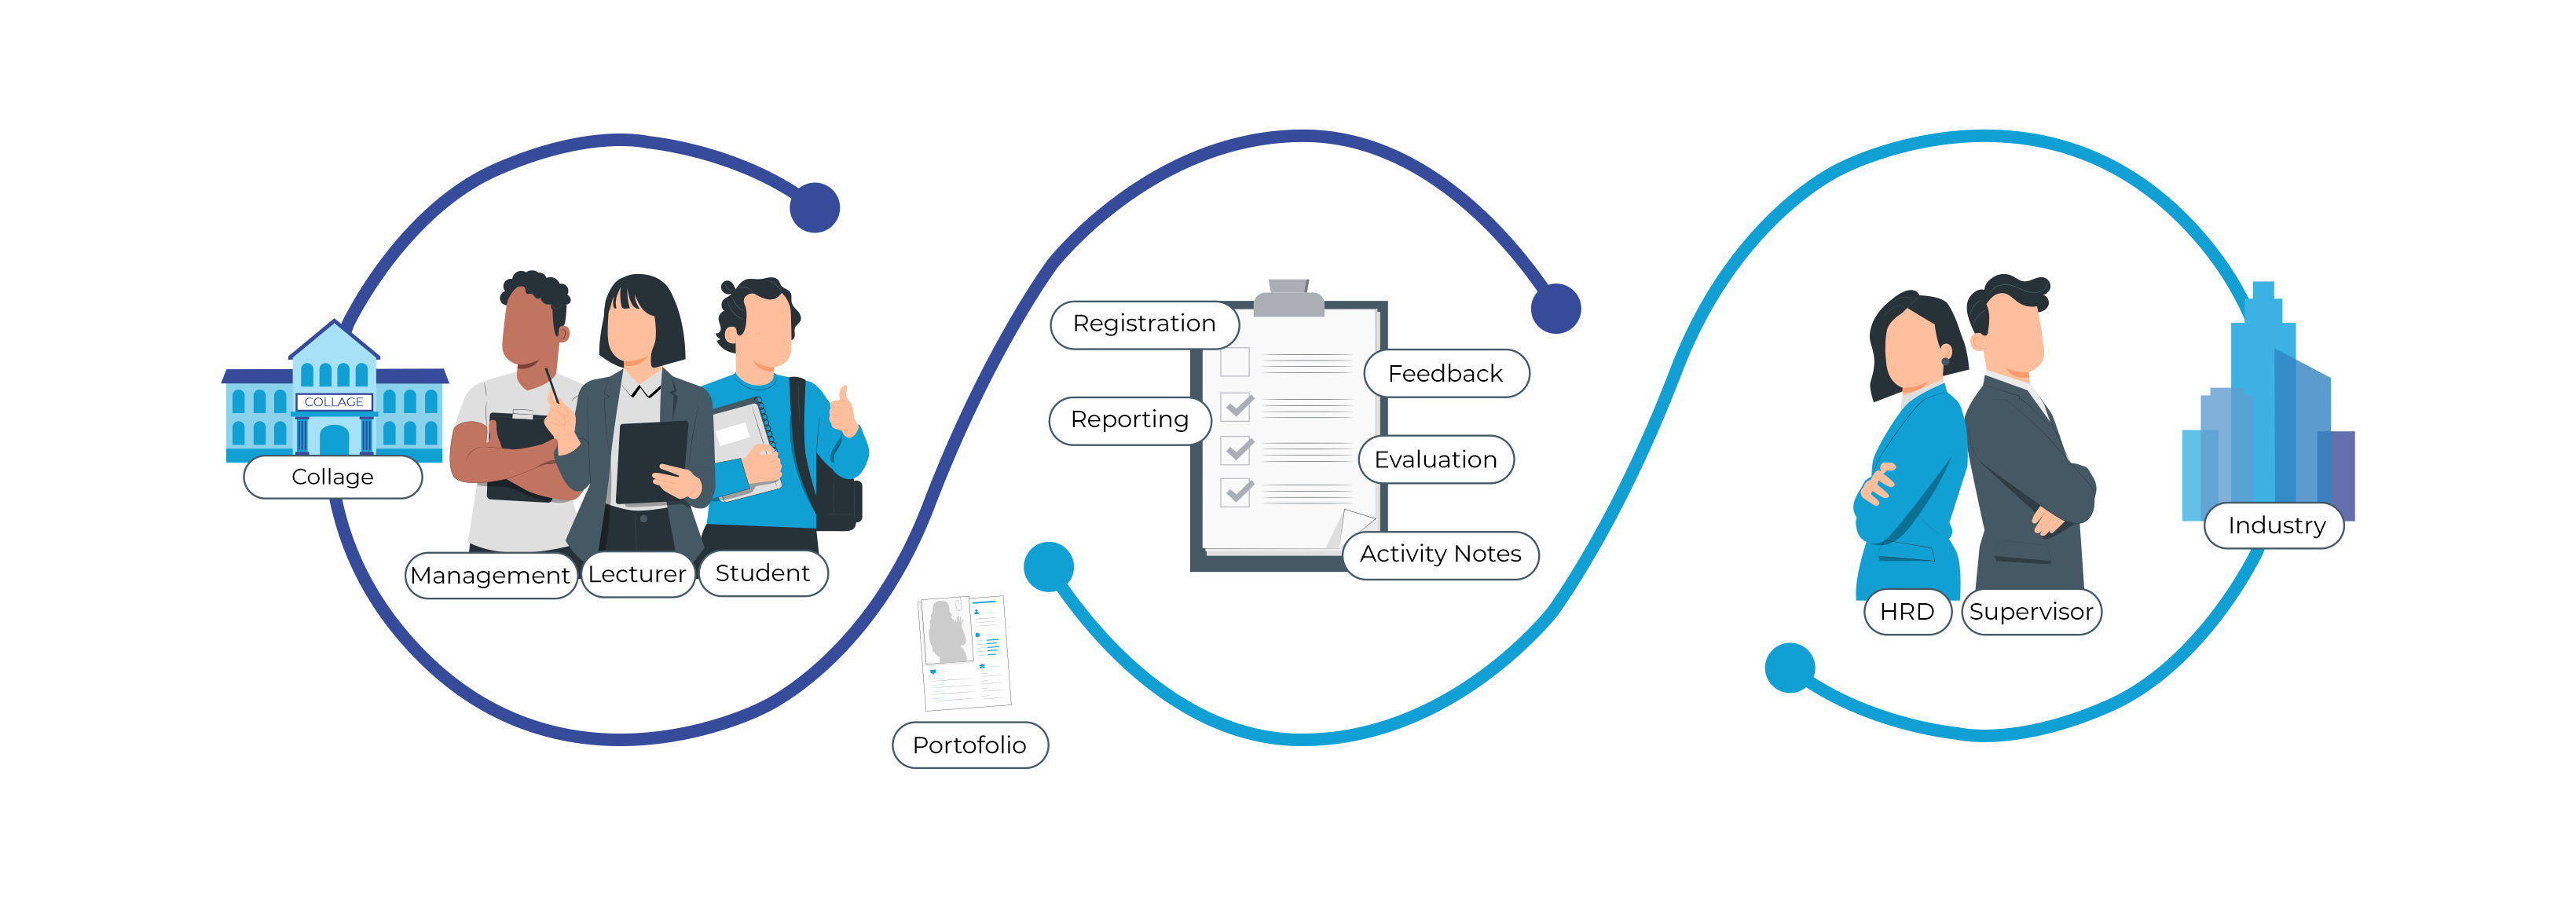 COLLAGE
Collage
Management
Lecturer
Student
Portofolio
Registration
Reporting
Feedback
Evaluation
Activity Notes
HRD
Supervisor
Industry